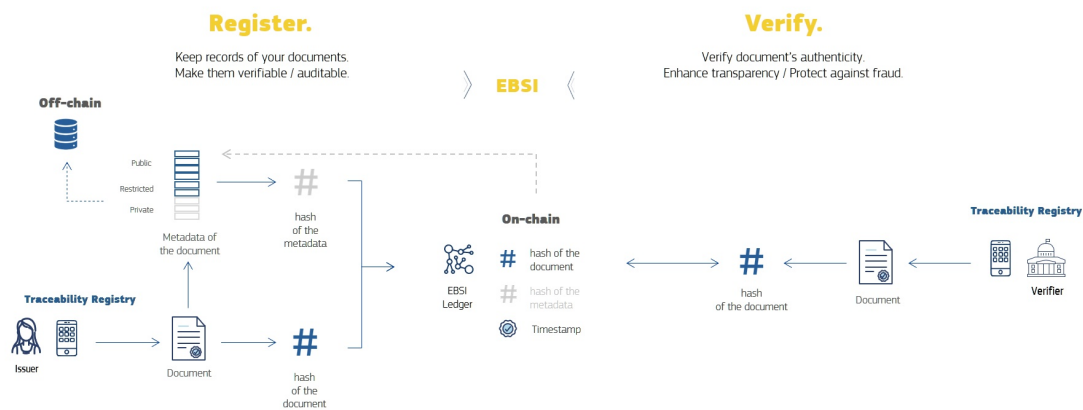 Register.
Keep records of your documents.
Make them verifiable / auditable.
Verify.
Verify document's authenticity.
Enhance transparency / Protect against fraud.
EBSI
Off-chain
Public
Restricted
Private
Metadata of
the document
#
hash
of the
metadata
Traceability Registry
Issuer
Document
#
hash
of the
document
On-chain
EBSI
Ledger
# hash of the
document
# hash of the
metadata
Timestamp
#
hash
of the document
Document
Traceability Registry
Verifier